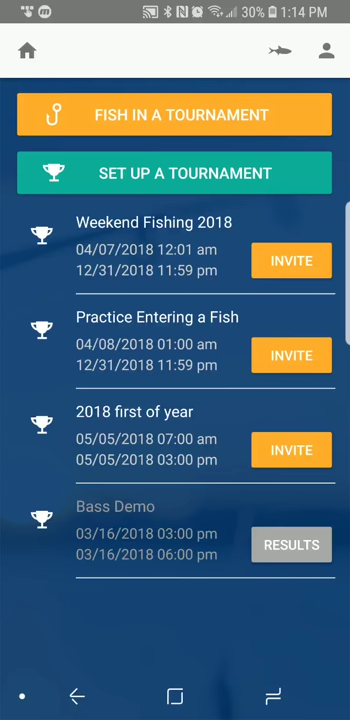 30% 1:14 PM
FISH IN A TOURNAMENT
SET UP A TOURNAMENT
Weekend Fishing 2018
04/07/2018 12:01 am
12/31/2018 11:59 pm
INVITE
Practice Entering a Fish
04/08/2018 01:00 am
12/31/2018 11:59 pm
INVITE
2018 first of year
05/05/2018 07:00 am
05/05/2018 03:00 pm
INVITE
Bass Demo
03/16/2018 03:00 pm
03/16/2018 06:00 pm
RESULTS